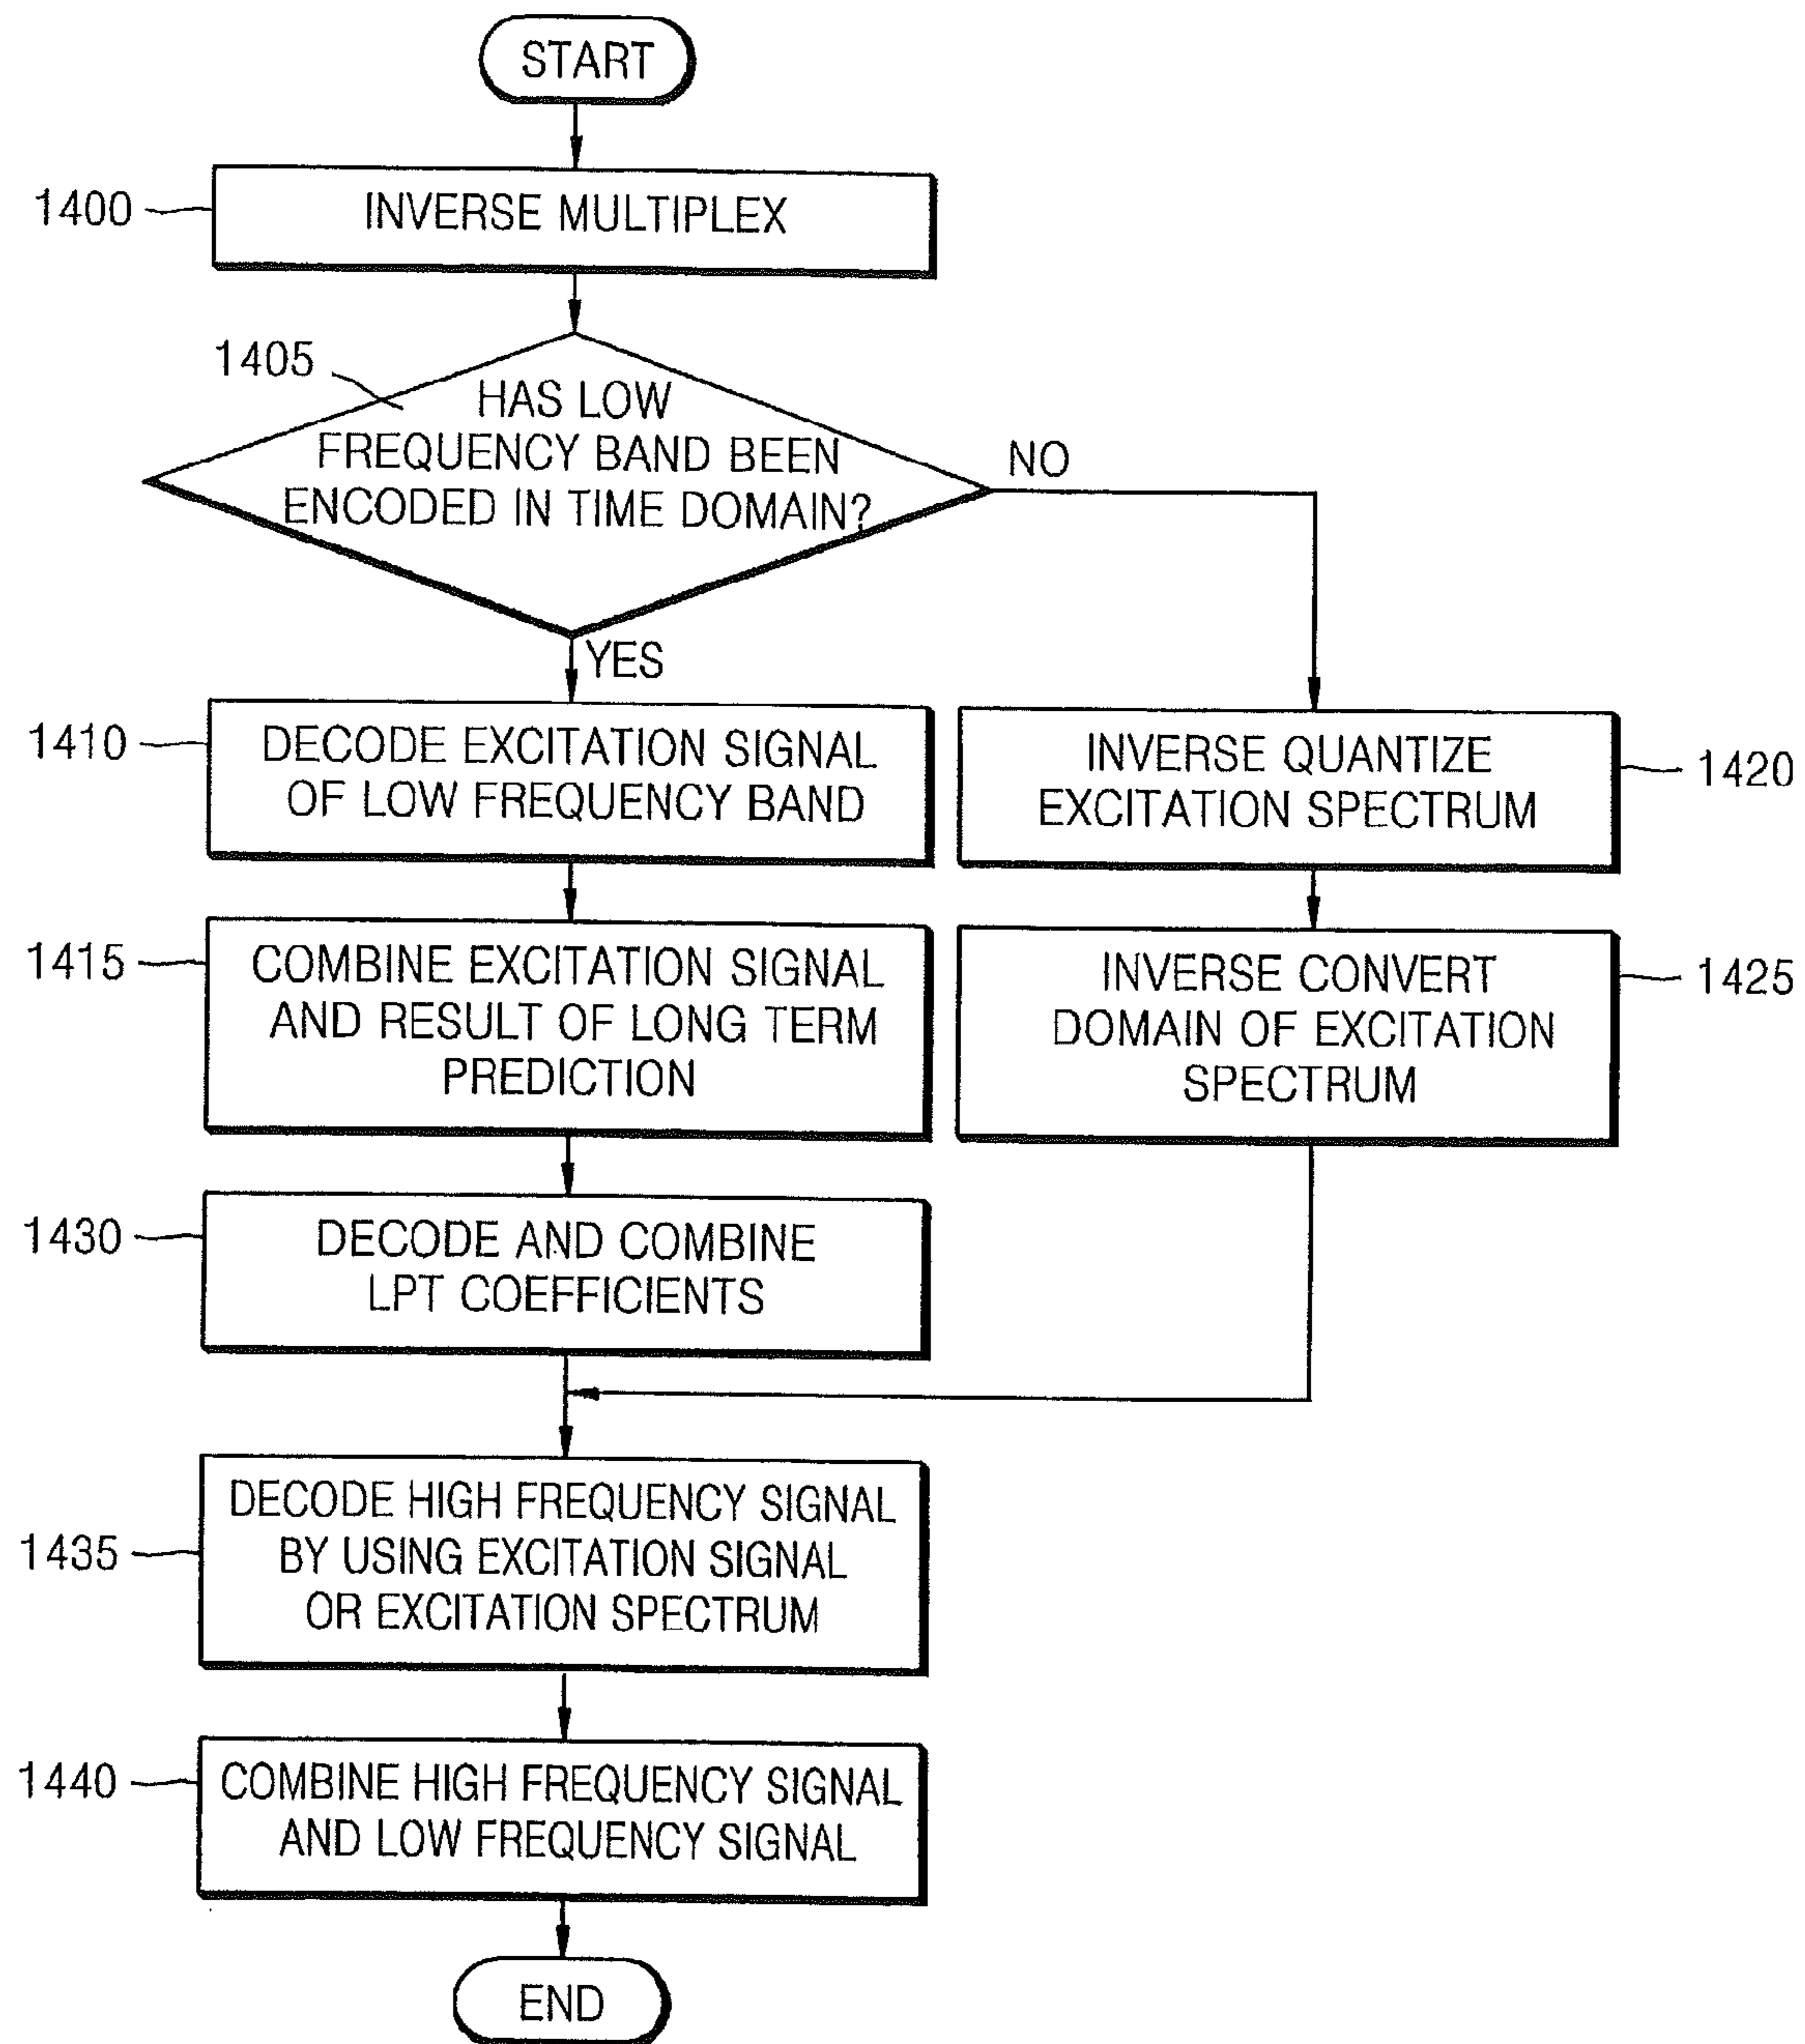 START
1400
INVERSE MULTIPLEX
1405
HAS LOW
FREQUENCY BAND BEEN
ENCODED IN TIME DOMAIN?
NO
YES
1410
DECODE EXCITATION SIGNAL
OF LOW FREQUENCY BAND
INVERSE QUANTIZE
EXCITATION SPECTRUM
1420
1415
COMBINE EXCITATION SIGNAL
AND RESULT OF LONG TERM
PREDICTION
INVERSE CONVERT
DOMAIN OF EXCITATION
SPECTRUM
1425
1430
DECODE AND COMBINE
LPT COEFFICIENTS
1435
DECODE HIGH FREQUENCY SIGNAL
BY USING EXCITATION SIGNAL
OR EXCITATION SPECTRUM
1440
COMBINE HIGH FREQUENCY SIGNAL
AND LOW FREQUENCY SIGNAL
END